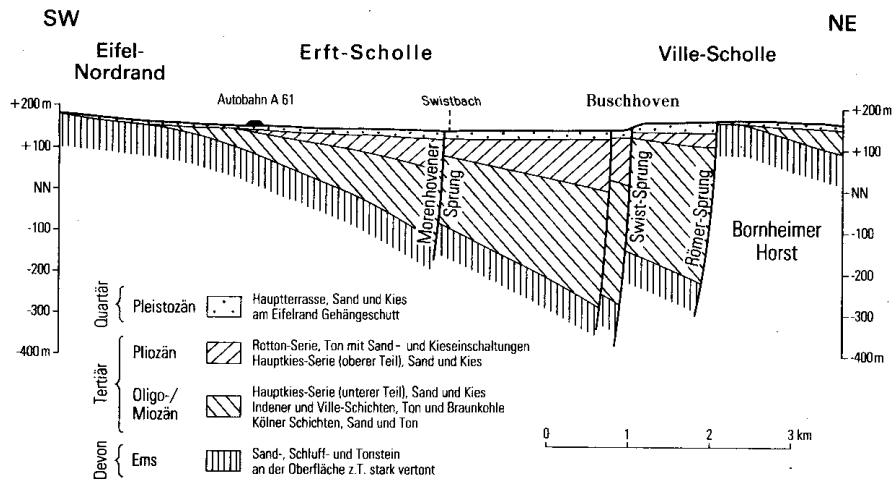 SW
NE
Eifel-
Nordrand
Erft-Scholle
Ville-Scholle
Autobahn A 61
Swistbach
Buschhoven
+200m
+100
NN
-100
-200
-300
-400m
+200m
+100
NN
-100
-200
-300
-400m
Morenhovener
Sprung
Swist-Sprung
Römer-Sprung
Bornheimer
Horst
Quartär
Pleistozän
Hauptterrasse, Sand und Kies
am Eifelrand Gehängeschutt
Tertiär
Pliozän
Rotton-Serie, Ton mit Sand- und Kieseinschaltungen
Hauptkies-Serie (oberer Teil), Sand und Kies
Oligo-/
Miozän
Hauptkies-Serie (unterer Teil), Sand und Kies
Indener und Ville-Schichten, Ton und Braunkohle
Kölner Schichten, Sand und Ton
Devon
Ems
Sand-, Schluff- und Tonstein
an der Oberfläche z.T. stark vertont
0 1 2 3 km